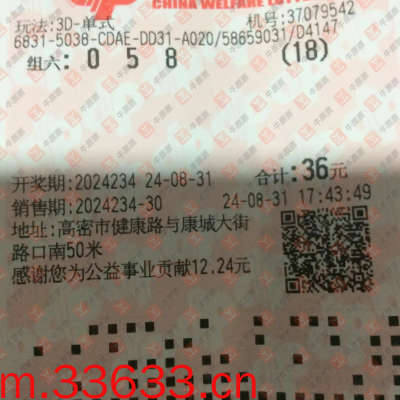 CHINA WELFARE LOTTERY
玩法:3D-单式 机号:37079542
6831-5038-CDAE-DD31-A020/58659031/D4147
组六: 0 5 8 (18)
开奖期:2024234 24-08-31 合计:36元
销售期:2024234-30 24-08-31 17:43:49
地址:高密市健康路与康城大街
路口南50米
感谢您为公益事业贡献12.24元
m.33633.cn